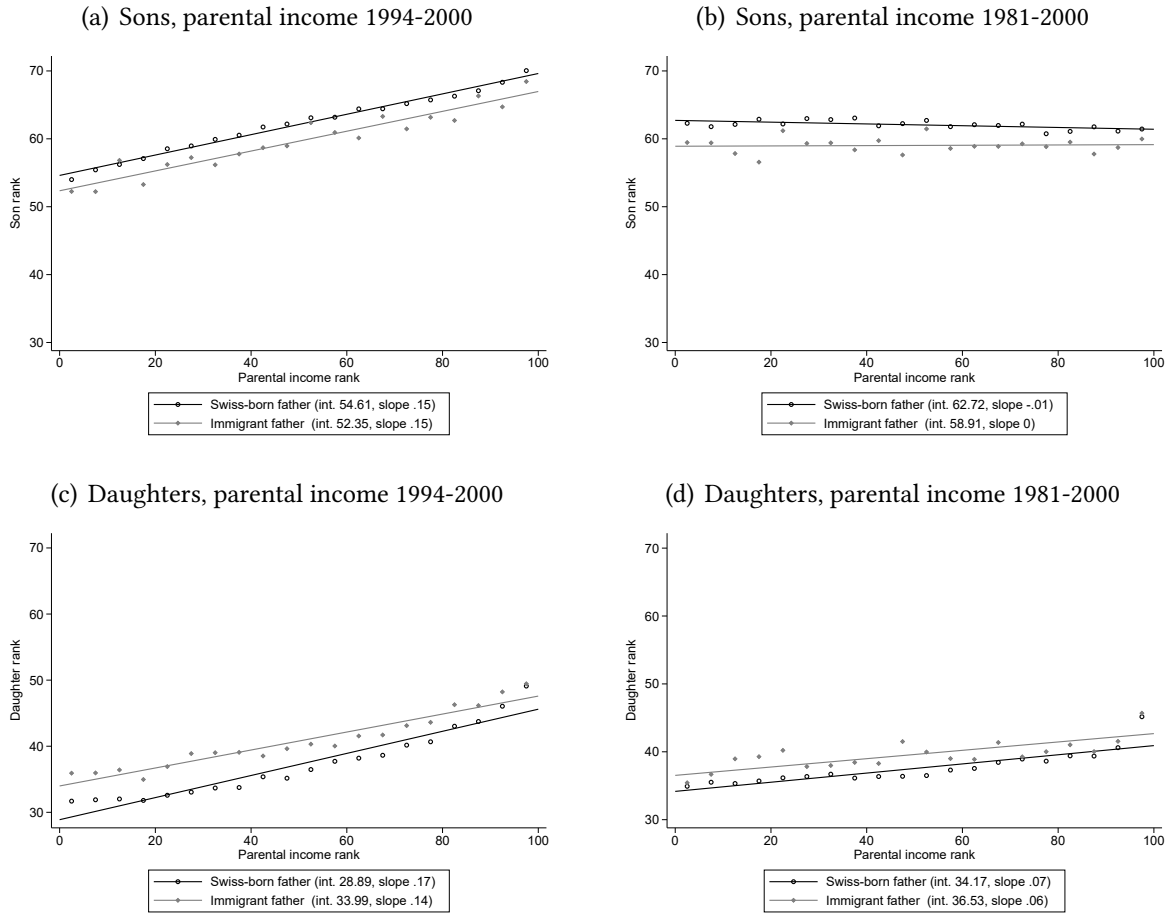 (a) Sons, parental income 1994-2000
70
60
50
40
30
Son rank
0 20 40 60 80 100
Parental income rank
Swiss-born father (int. 54.61, slope .15)
Immigrant father (int. 52.35, slope .15)
(b) Sons, parental income 1981-2000
70
60
50
40
30
Son rank
0 20 40 60 80 100
Parental income rank
Swiss-born father (int. 62.72, slope -.01)
Immigrant father (int. 58.91, slope 0)
(c) Daughters, parental income 1994-2000
70
60
50
40
30
Daughter rank
0 20 40 60 80 100
Parental income rank
Swiss-born father (int. 28.89, slope .17)
Immigrant father (int. 33.99, slope .14)
(d) Daughters, parental income 1981-2000
70
60
50
40
30
Daughter rank
0 20 40 60 80 100
Parental income rank
Swiss-born father (int. 34.17, slope .07)
Immigrant father (int. 36.53, slope .06)